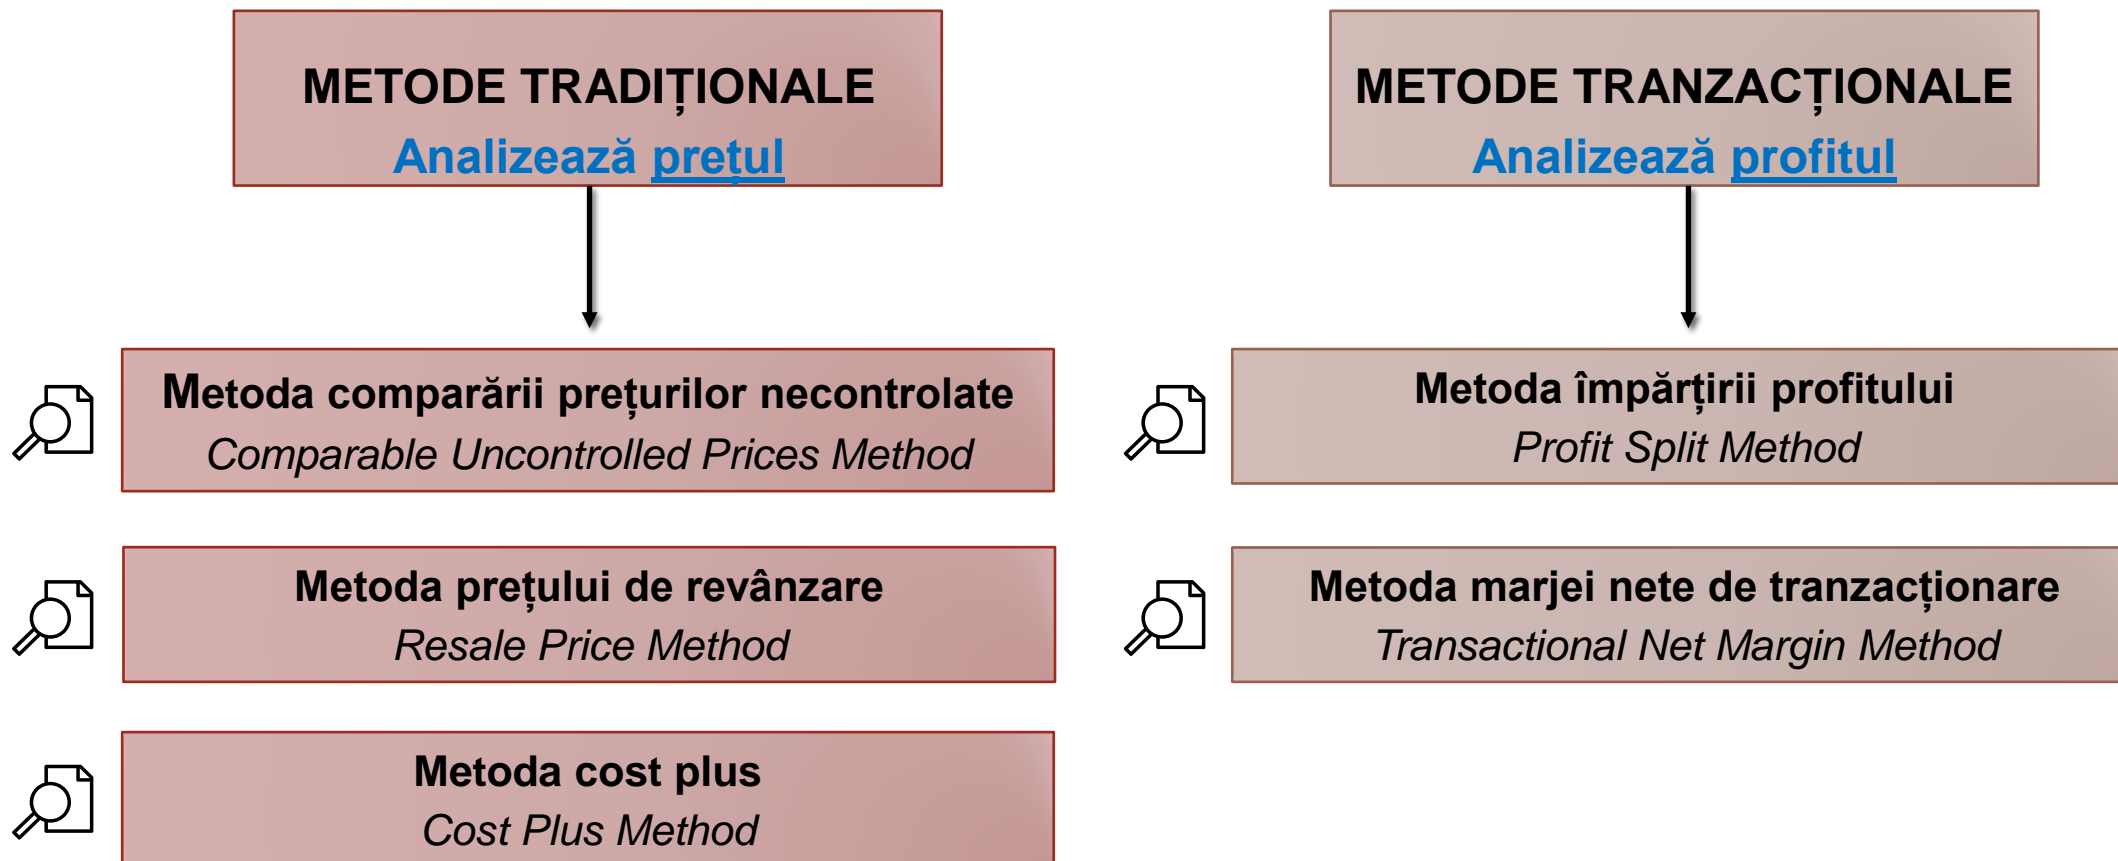 METODE TRADIȚIONALE
Analizează prețul
Metoda comparării prețurilor necontrolate
Comparable Uncontrolled Prices Method
Metoda prețului de revânzare
Resale Price Method
Metoda cost plus
Cost Plus Method
METODE TRANZACȚIONALE
Analizează profitul
Metoda împărțirii profitului
Profit Split Method
Metoda marjei nete de tranzacționare
Transactional Net Margin Method